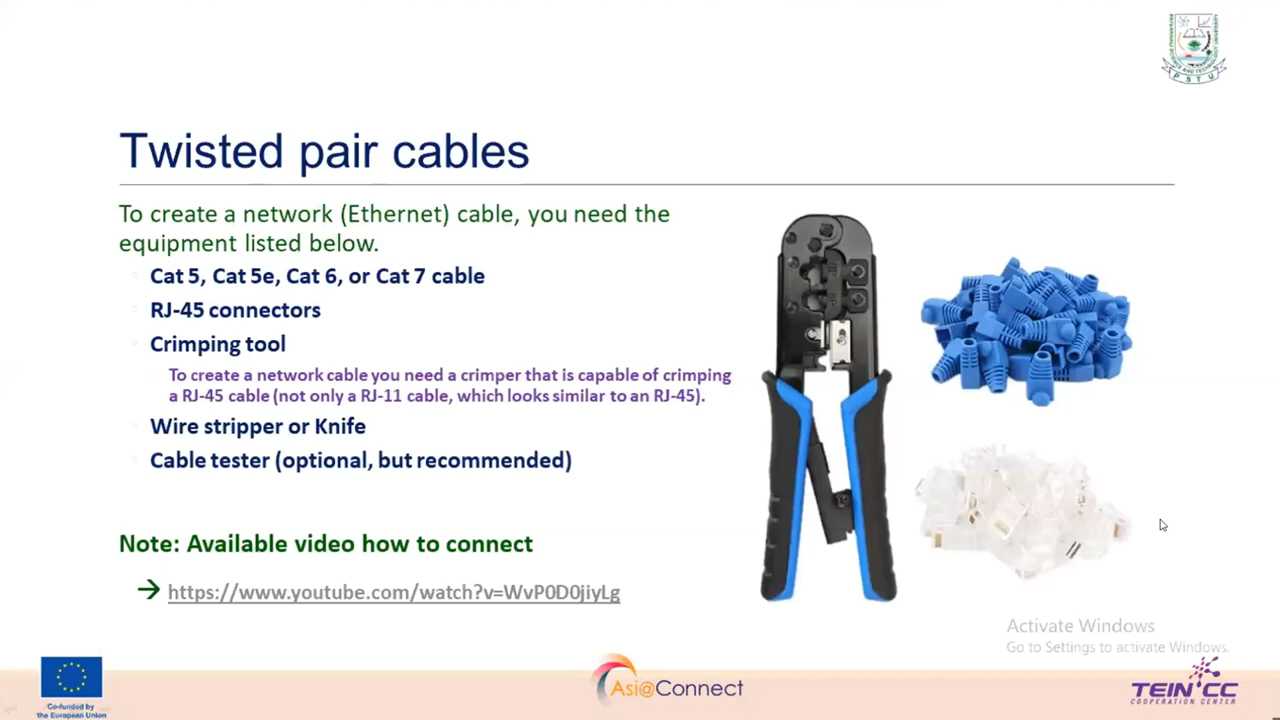 Twisted pair cables
To create a network (Ethernet) cable, you need the
equipment listed below.
Cat 5, Cat 5e, Cat 6, or Cat 7 cable
RJ-45 connectors
Crimping tool
To create a network cable you need a crimper that is capable of crimping
a RJ-45 cable (not only a RJ-11 cable, which looks similar to an RJ-45).
Wire stripper or Knife
Cable tester (optional, but recommended)
Note: Available video how to connect
→ https://www.youtube.com/watch?v=WvP0D0jiyLg
Activate Windows
Go to Settings to activate Windows.
Co-funded by
the European Union
Asi@Connect
TEIN*CC
COOPERATION CENTER
PSTU